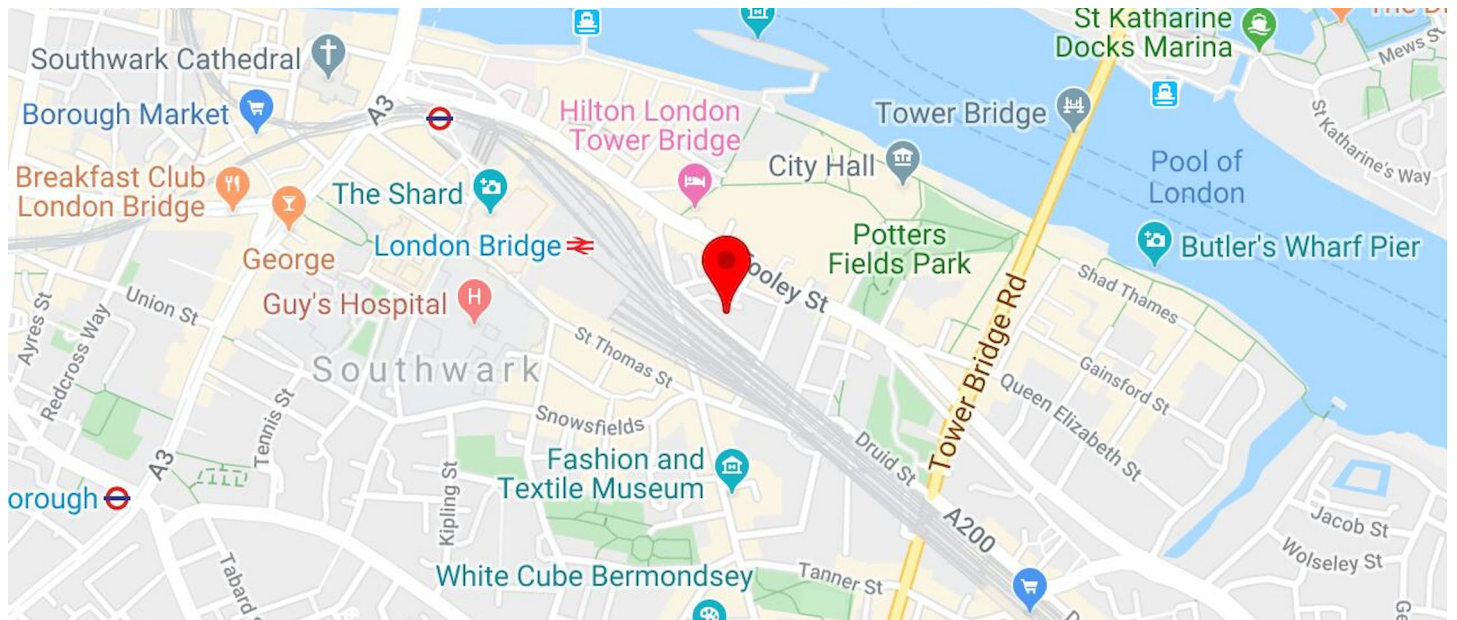 St Katharine
Docks Marina
Mews St
Southwark Cathedral
A3
Borough Market
Hilton London
Tower Bridge
Tower Bridge
St Katharine's Way
City Hall
Pool of
London
Breakfast Club
London Bridge
The Shard
London Bridge
George
Potters
Fields Park
Butler's Wharf Pier
Guy's Hospital
H
ooley St
Shad Thames
Union St
Ayres St
Redcross Way
Southwark
St Thomas St
Tower Bridge Rd
Gainsford St
Queen Elizabeth St
Tennis St
Snowsfields
Druid St
A3
Fashion and
Textile Museum
Kipling St
orough
A200
Jacob St
Wolseley St
White Cube Bermondsey
Tanner St
Tabard